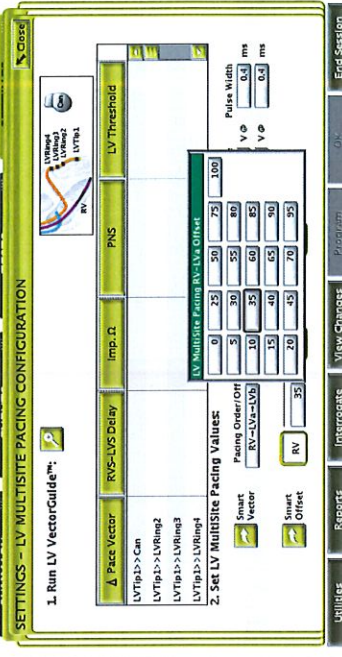 SETTINGS – LV MULTISITE PACING CONFIGURATION
Close
1. Run LV VectorGuide™:
LVRing4
LVRing3
LVRing2
LVTip1
RV
Can
Δ Pace Vector
RVS-LVS Delay
Imp. Ω
PNS
LV Threshold
LVTip1>>Can
LVTip1>>LVRing2
LVTip1>>LVRing3
LVTip1>>LVRing4
2. Set LV MultiSite Pacing Values:
Smart Vector
Pacing Order/Off
RV-LVa-LVb
Smart Offset
RV
35
LV MultiSite Pacing RV-LVa Offset
0 25 50 75 100
5 30 55 80
10 35 60 85
15 40 65 90
20 45 70 95
Pulse Width
V @ 0.4 ms
V @ 0.4 ms
Utilities
Reports
Interrogate
View Changes
Program
OK
End Session